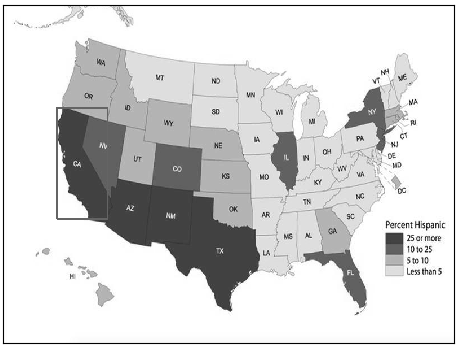 WA
MT
ND
MN
OR
ID
SD
WI
MI
VT
NH
ME
NY
MA
RI
CT
NJ
DE
MD
DC
WY
NE
IA
PA
NV
UT
CO
KS
MO
IL
IN
OH
WV
VA
KY
CA
AZ
NM
OK
AR
TN
NC
SC
TX
LA
MS
AL
GA
FL
HI
Percent Hispanic
25 or more
10 to 25
5 to 10
Less than 5